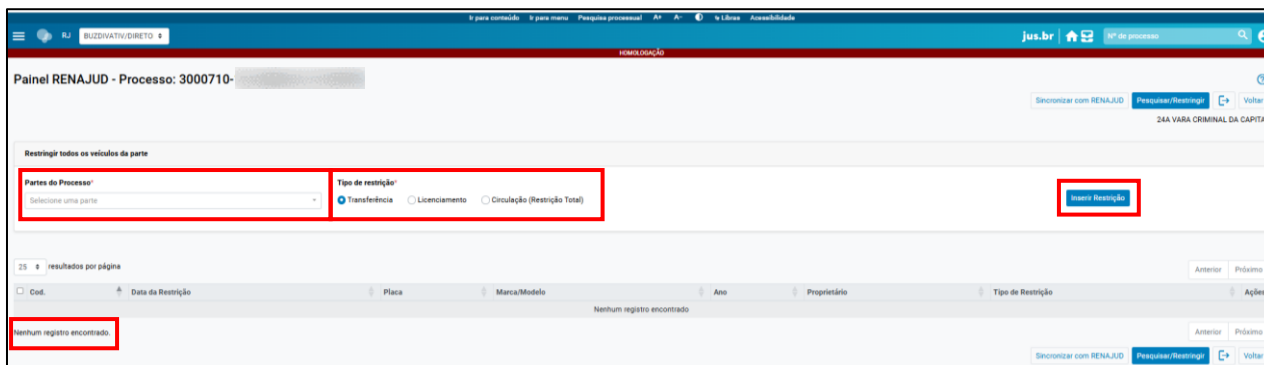 Ir para conteúdo Ir para menu Pesquisa processual A+ A- Libras Acessibilidade
RJ BUZDIVATIV/DIRETO jus.br Nº de processo
HOMOLOGAÇÃO
Painel RENAJUD - Processo: 3000710-
Sincronizar com RENAJUD Pesquisar/Restringir Voltar
24A VARA CRIMINAL DA CAPITA
Restringir todos os veículos da parte
Partes do Processo* Tipo de restrição*
Selecione uma parte Transferência Licenciamento Circulação (Restrição Total) Inserir Restrição
25 resultados por página Anterior Próximo
Cod. Data da Restrição Placa Marca/Modelo Ano Proprietário Tipo de Restrição Ações
Nenhum registro encontrado
Nenhum registro encontrado. Anterior Próximo
Sincronizar com RENAJUD Pesquisar/Restringir Voltar